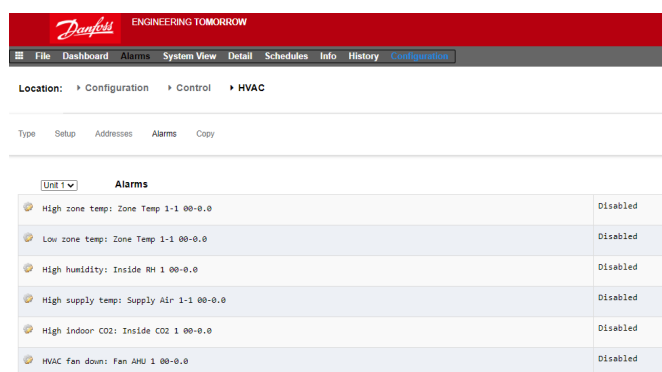 Danfoss ENGINEERING TOMORROW
File Dashboard Alarms System View Detail Schedules Info History Configuration
Location: Configuration Control HVAC
Type Setup Addresses Alarms Copy
Unit 1 Alarms
High zone temp: Zone Temp 1-1 00-0.0 Disabled
Low zone temp: Zone Temp 1-1 00-0.0 Disabled
High humidity: Inside RH 1 00-0.0 Disabled
High supply temp: Supply Air 1-1 00-0.0 Disabled
High indoor CO2: Inside CO2 1 00-0.0 Disabled
HVAC fan down: Fan AHU 1 00-0.0 Disabled